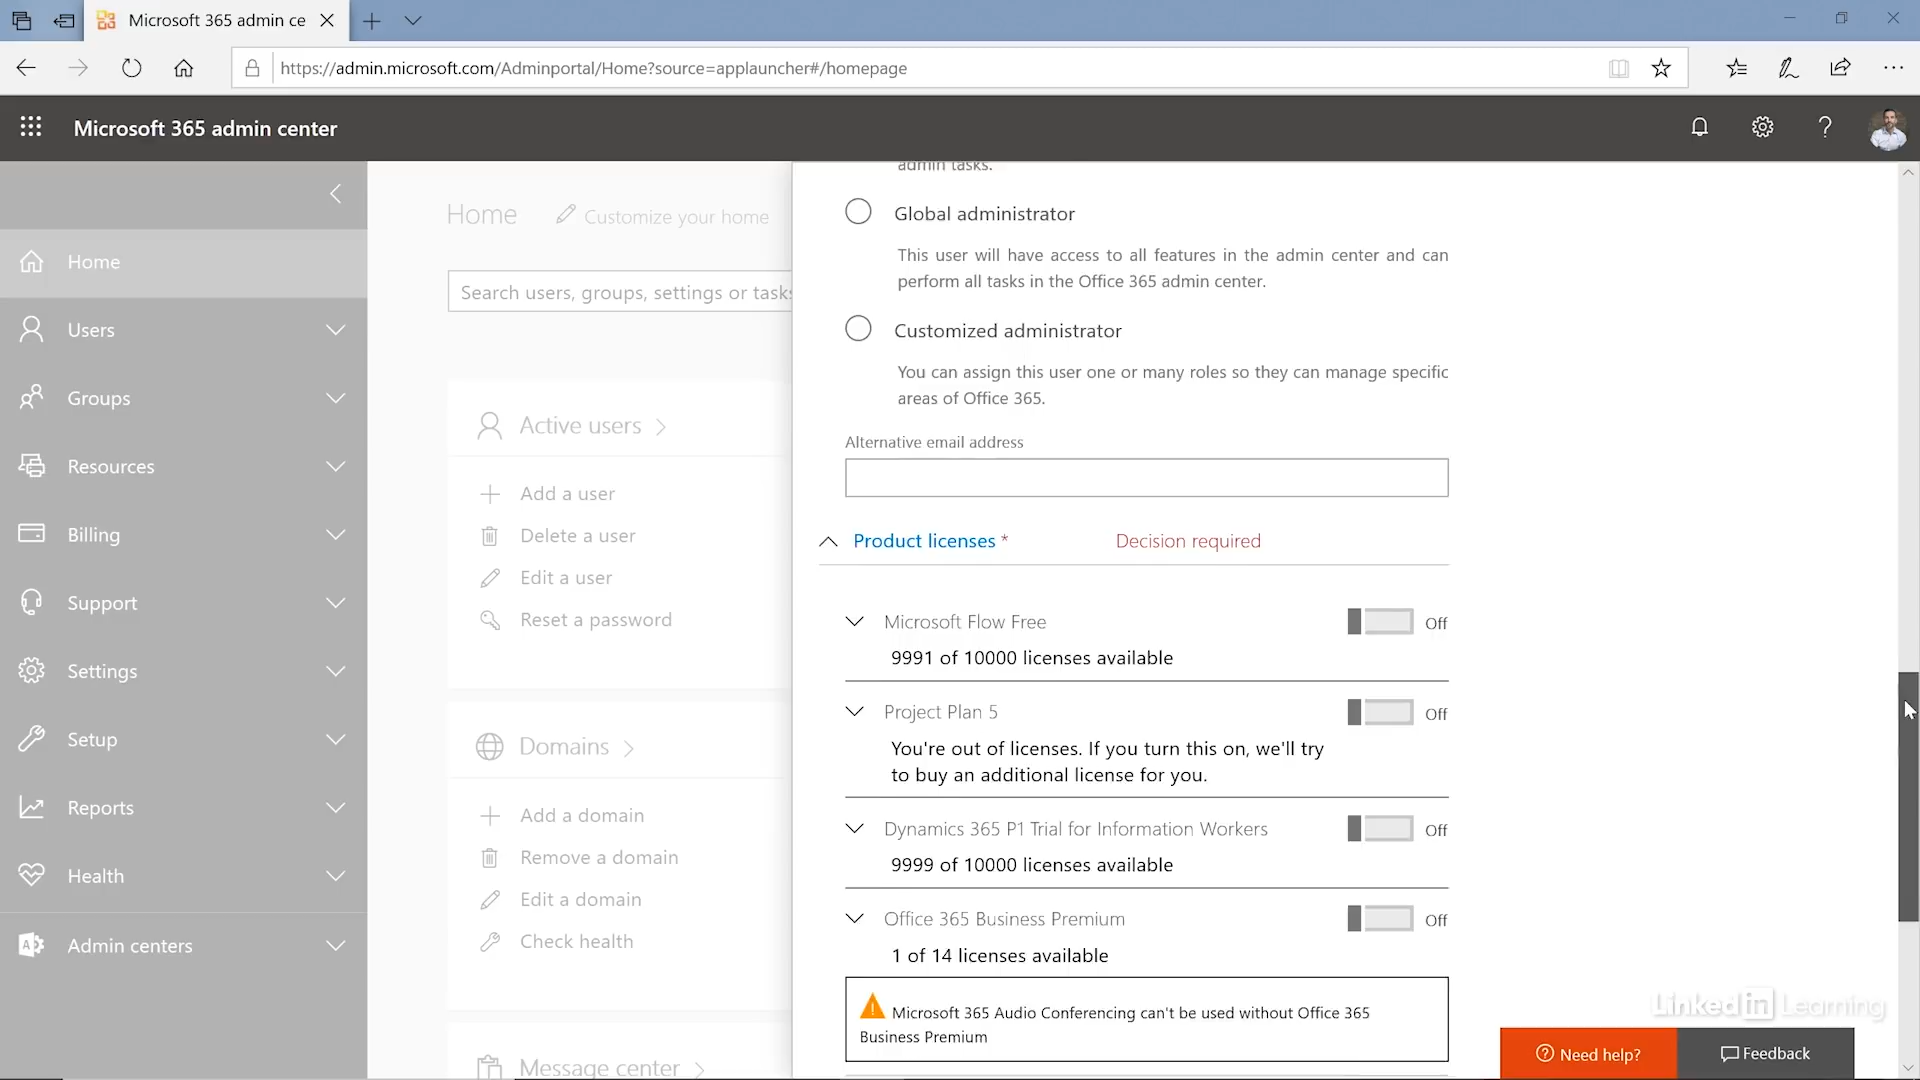 Microsoft 365 admin ce
https://admin.microsoft.com/Adminportal/Home?source=applauncher#/homepage
Microsoft 365 admin center
Home
Users
Groups
Resources
Billing
Support
Settings
Setup
Reports
Health
Admin centers
Home
Customize your home
Search users, groups, settings or tasks
Active users
Add a user
Delete a user
Edit a user
Reset a password
Domains
Add a domain
Remove a domain
Edit a domain
Check health
Message center
admin tasks.
Global administrator
This user will have access to all features in the admin center and can
perform all tasks in the Office 365 admin center.
Customized administrator
You can assign this user one or many roles so they can manage specific
areas of Office 365.
Alternative email address
Product licenses *
Decision required
Microsoft Flow Free
Off
9991 of 10000 licenses available
Project Plan 5
Off
You're out of licenses. If you turn this on, we'll try
to buy an additional license for you.
Dynamics 365 P1 Trial for Information Workers
Off
9999 of 10000 licenses available
Office 365 Business Premium
Off
1 of 14 licenses available
Microsoft 365 Audio Conferencing can't be used without Office 365
Business Premium
LinkedIn Learning
Need help?
Feedback